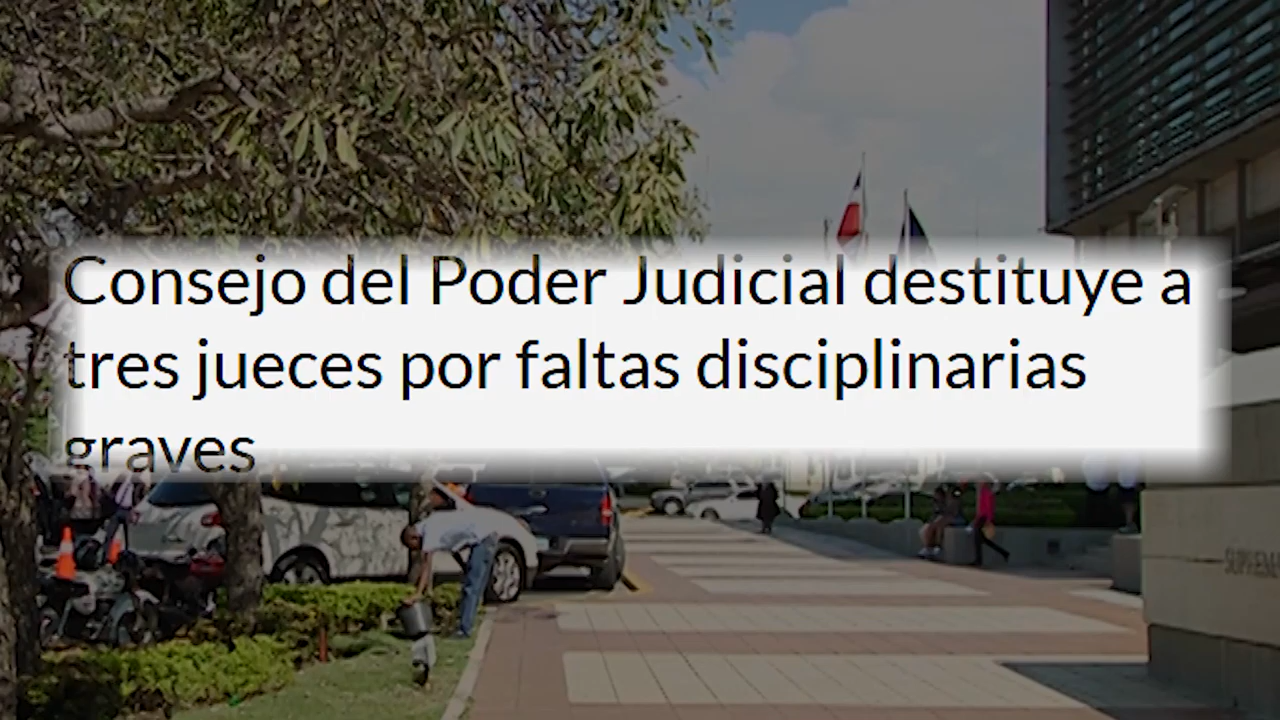 Consejo del Poder Judicial destituye a
tres jueces por faltas disciplinarias
graves